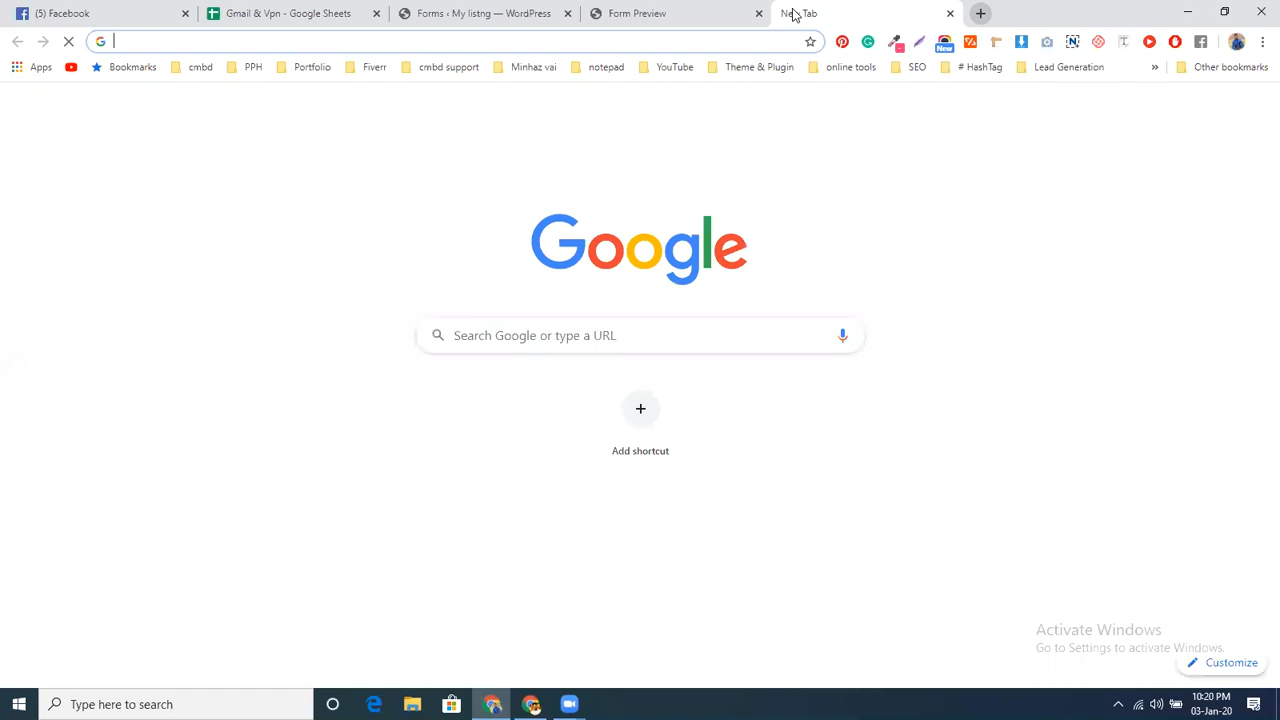 (5) Facebook
Gmail & Vpn - Google Sheets
Forms ‹ My listng — WordPress
Form Preview
Tab
Apps
Bookmarks
cmbd
PPH
Portfolio
Fiverr
cmbd support
Minhaz vai
notepad
YouTube
Theme & Plugin
online tools
SEO
# HashTag
Lead Generation
»
Other bookmarks
New
Google
Search Google or type a URL
Add shortcut
Activate Windows
Go to Settings to activate Windows.
Customize
Type here to search
10:20 PM
03-Jan-20